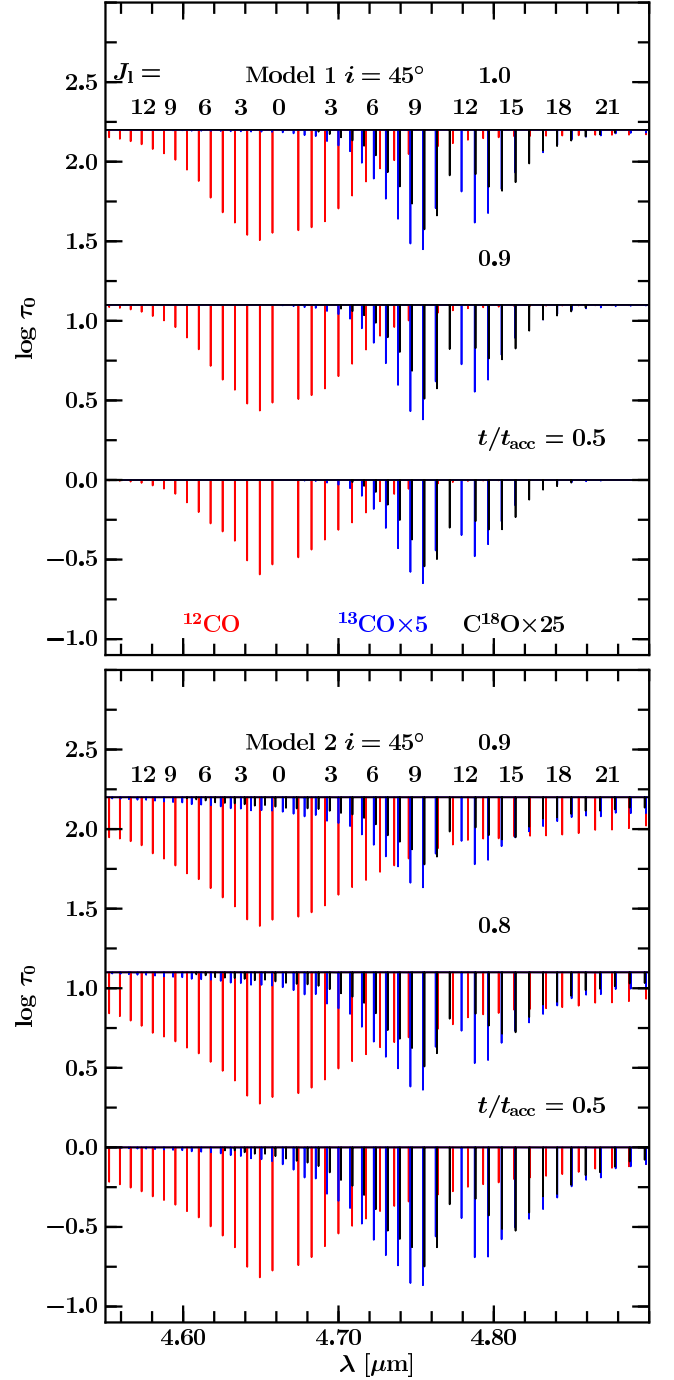 2.5
J_l =
Model 1 i = 45° 1.0
12 9 6 3 0 3 6 9 12 15 18 21
2.0
1.5
0.9
log τ_0
1.0
0.5
t/t_acc = 0.5
0.0
−0.5
^12CO ^13CO×5 C^18O×25
−1.0
2.5
Model 2 i = 45° 0.9
12 9 6 3 0 3 6 9 12 15 18 21
2.0
1.5
0.8
log τ_0
1.0
0.5
t/t_acc = 0.5
0.0
−0.5
−1.0
4.60 4.70 4.80
λ [μm]